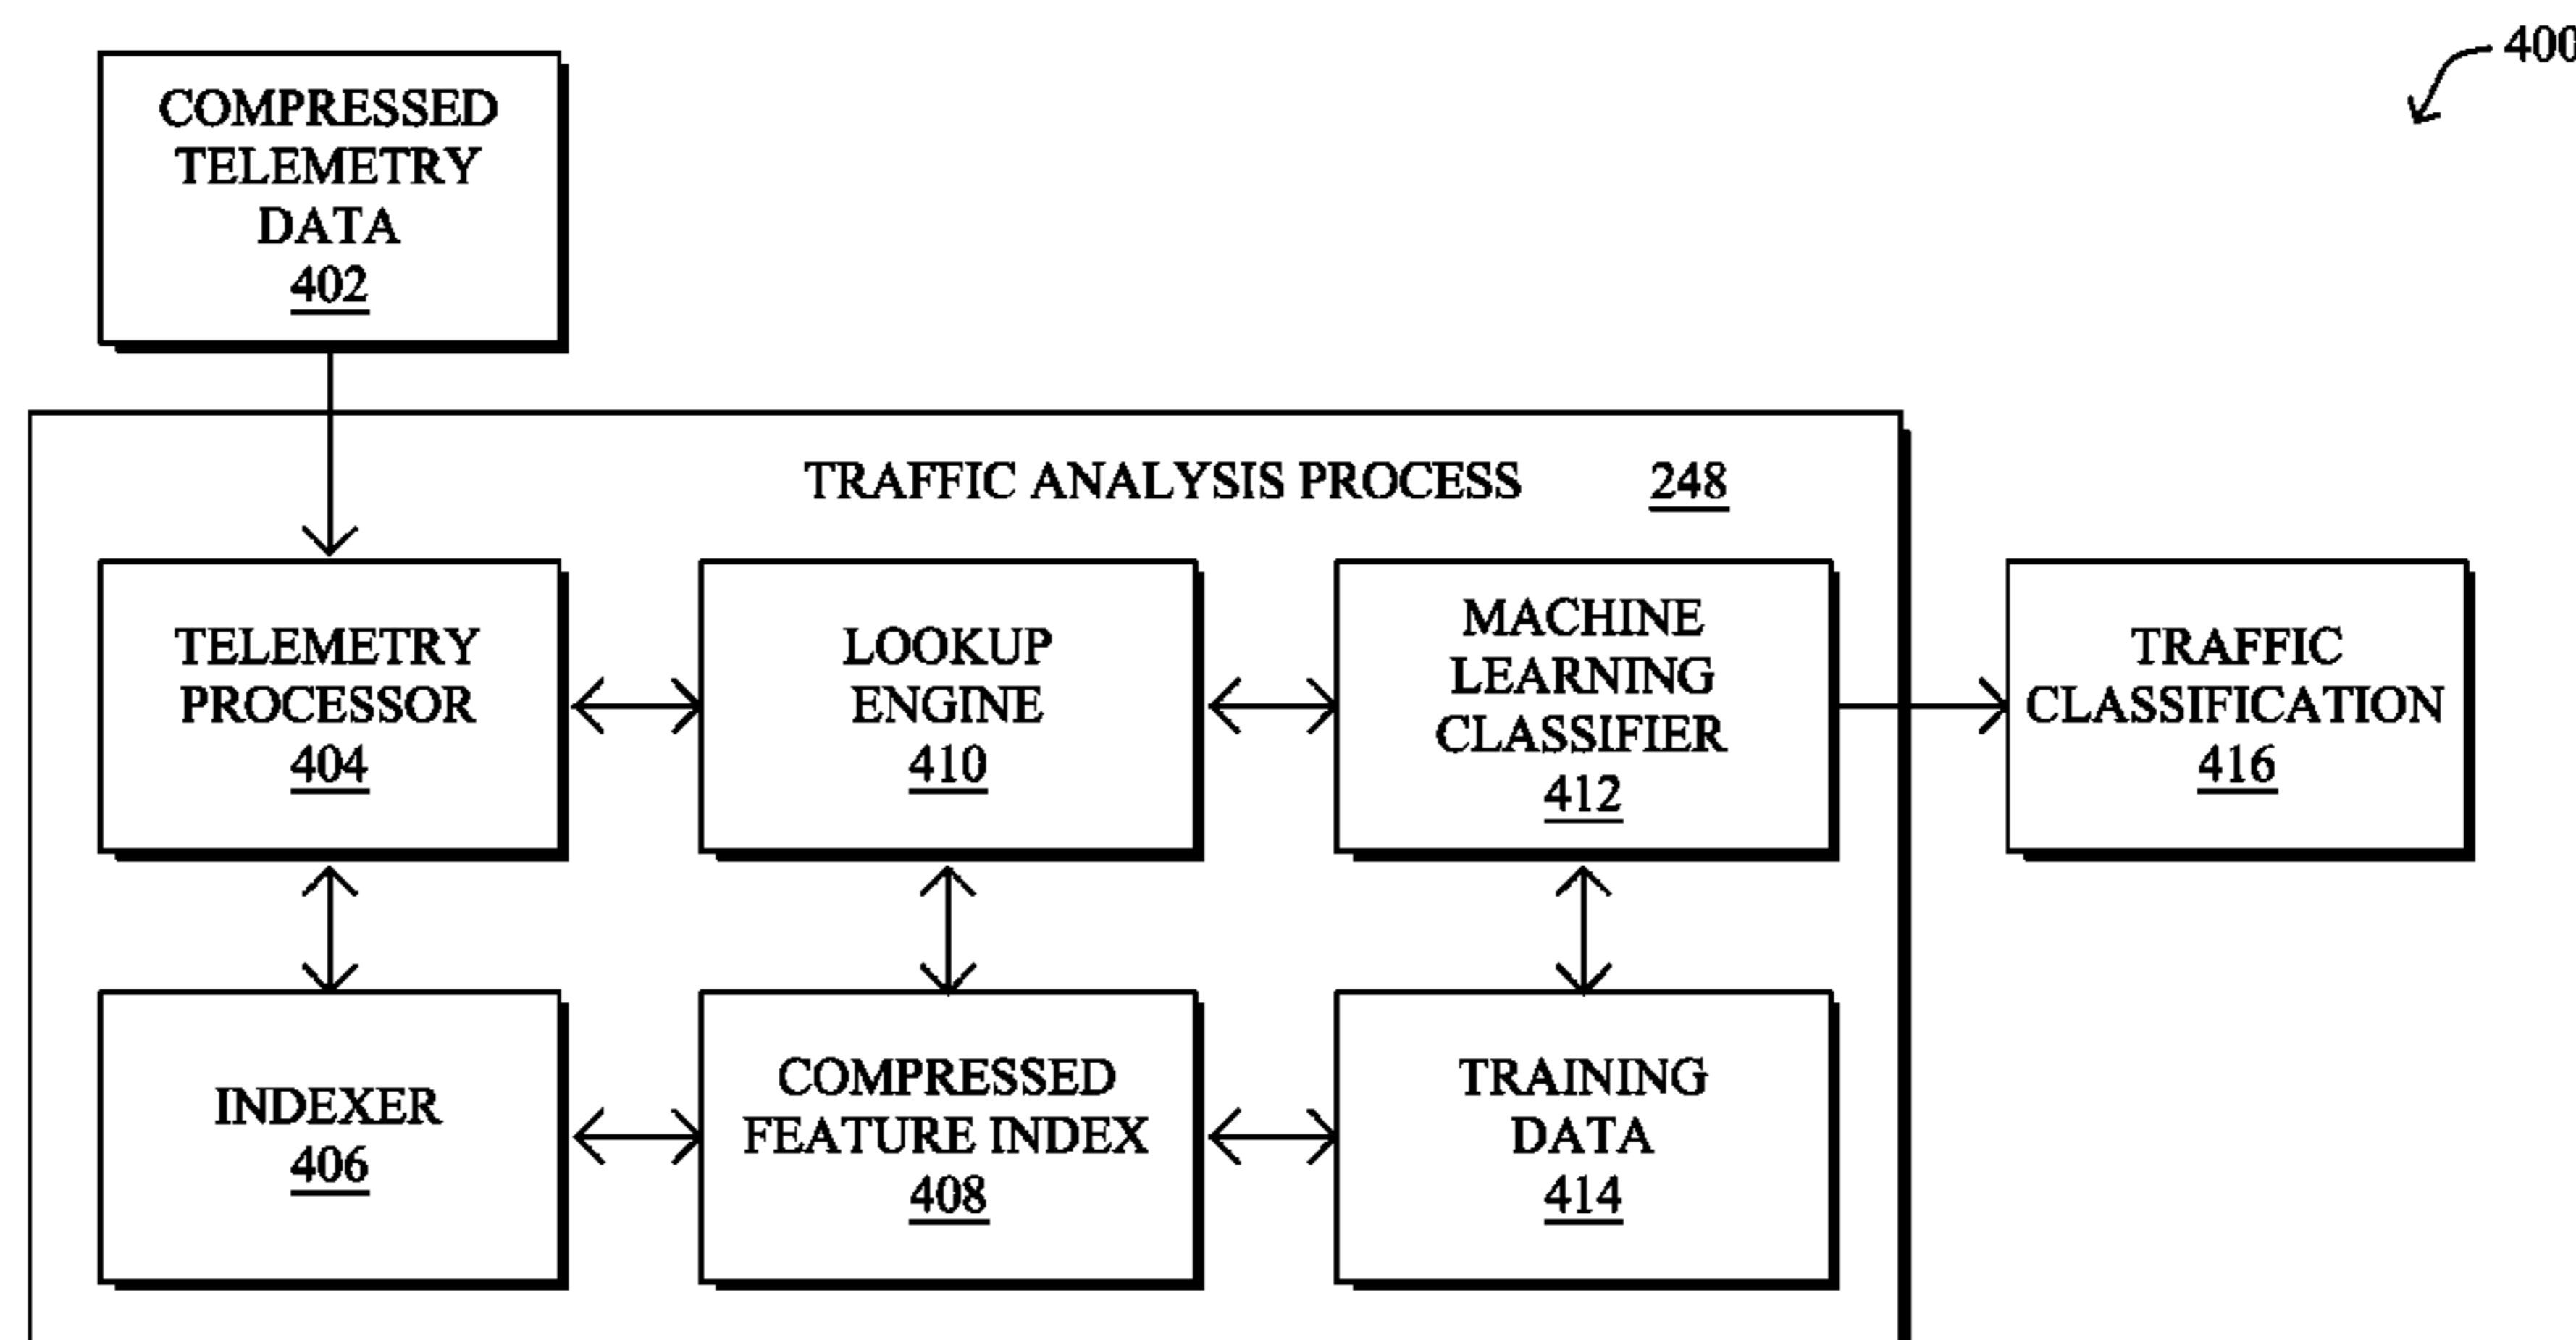 400
COMPRESSED
TELEMETRY
DATA
402
TRAFFIC ANALYSIS PROCESS 248
TELEMETRY
PROCESSOR
404
LOOKUP
ENGINE
410
MACHINE
LEARNING
CLASSIFIER
412
TRAFFIC
CLASSIFICATION
416
INDEXER
406
COMPRESSED
FEATURE INDEX
408
TRAINING
DATA
414